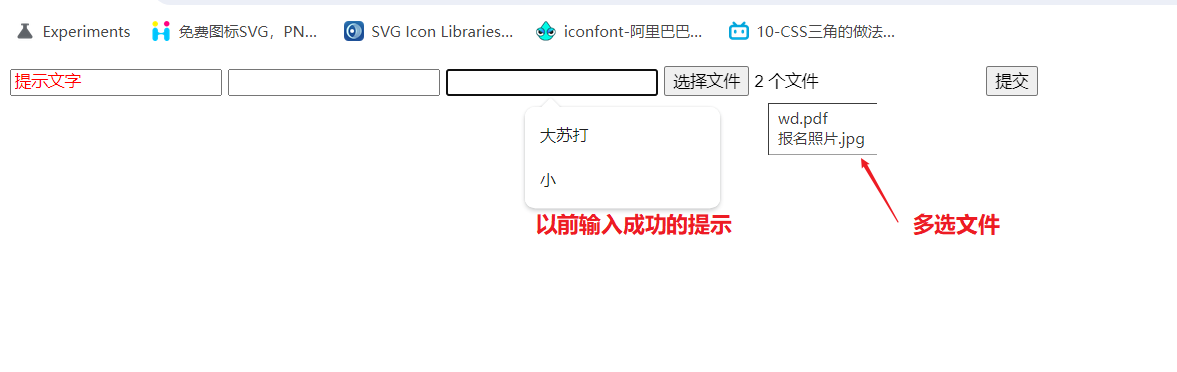 Experiments 免费图标SVG，PN... SVG Icon Libraries... iconfont-阿里巴巴... 10-CSS三角的做法...
提示文字 选择文件 2 个文件 提交
wd.pdf
报名照片.jpg
大苏打
小
以前输入成功的提示
多选文件